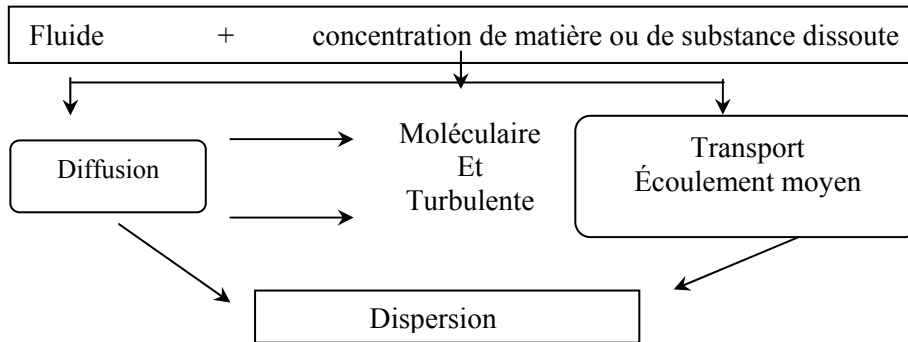 Fluide + concentration de matière ou de substance dissoute
Diffusion
Moléculaire
Et
Turbulente
Transport
Écoulement moyen
Dispersion